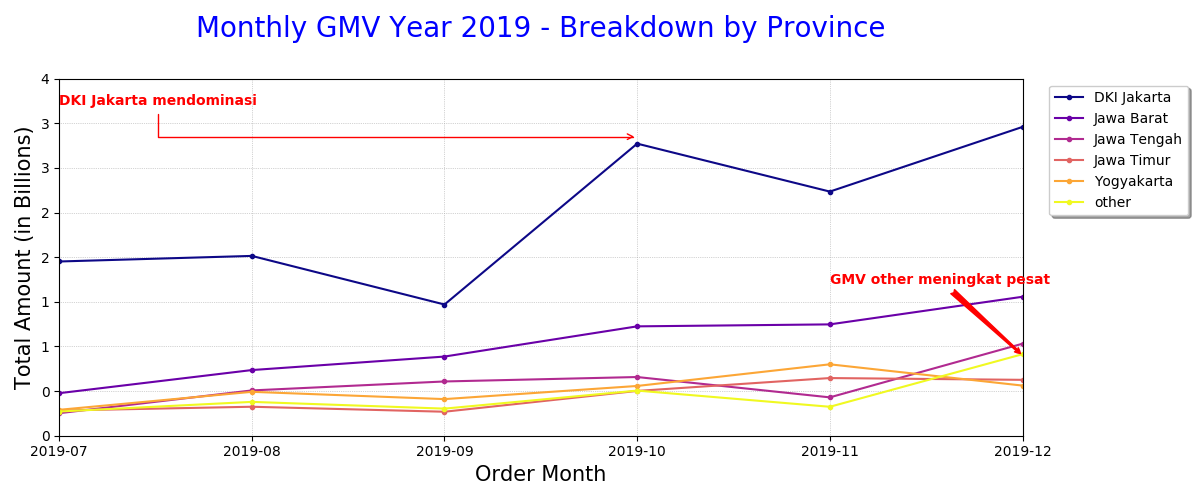 Monthly GMV Year 2019 - Breakdown by Province
Total Amount (in Billions)
4
3
3
2
2
1
1
0
0
DKI Jakarta mendominasi
GMV other meningkat pesat
2019-07
2019-08
2019-09
2019-10
2019-11
2019-12
Order Month
DKI Jakarta
Jawa Barat
Jawa Tengah
Jawa Timur
Yogyakarta
other